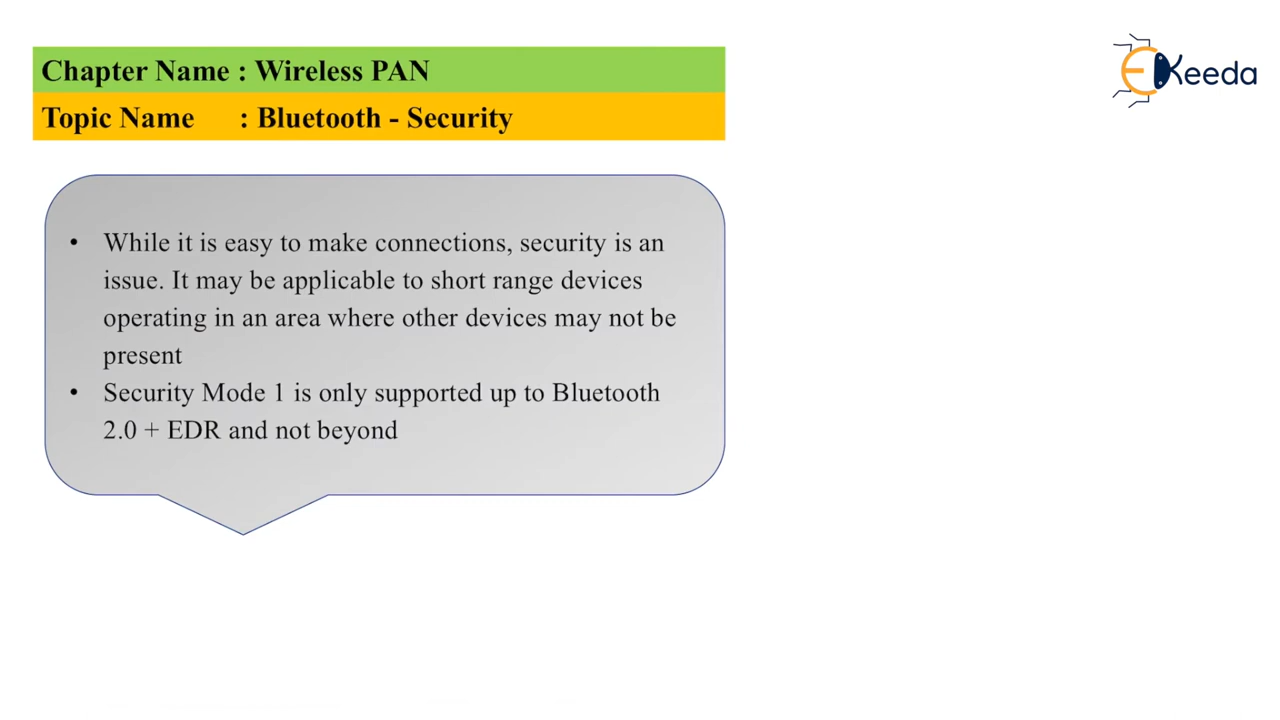 Chapter Name : Wireless PAN
Topic Name : Bluetooth - Security
EKeeda
• While it is easy to make connections, security is an
issue. It may be applicable to short range devices
operating in an area where other devices may not be
present
• Security Mode 1 is only supported up to Bluetooth
2.0 + EDR and not beyond